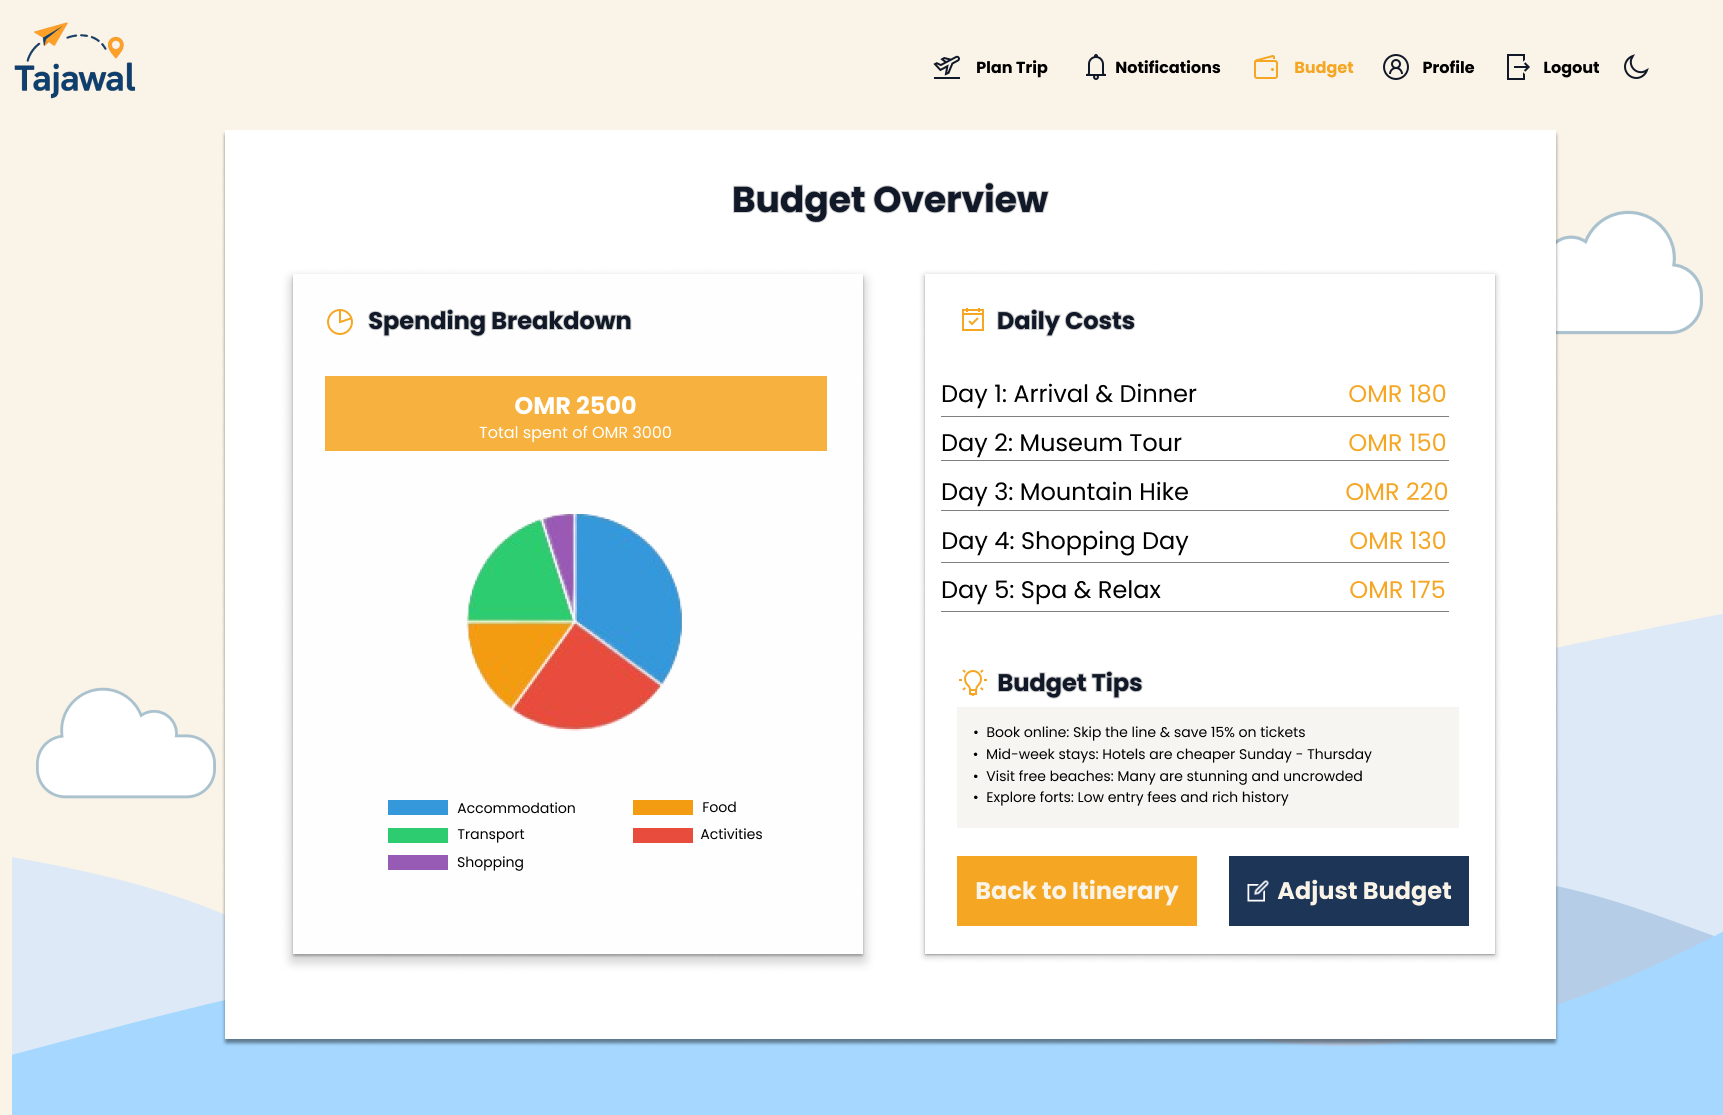 Tajawal
Plan Trip
Notifications
Budget
Profile
Logout
Budget Overview
Spending Breakdown
OMR 2500
Total spent of OMR 3000
Accommodation
Food
Transport
Activities
Shopping
Daily Costs
Day 1: Arrival & Dinner OMR 180
Day 2: Museum Tour OMR 150
Day 3: Mountain Hike OMR 220
Day 4: Shopping Day OMR 130
Day 5: Spa & Relax OMR 175
Budget Tips
• Book online: Skip the line & save 15% on tickets
• Mid-week stays: Hotels are cheaper Sunday - Thursday
• Visit free beaches: Many are stunning and uncrowded
• Explore forts: Low entry fees and rich history
Back to Itinerary
Adjust Budget